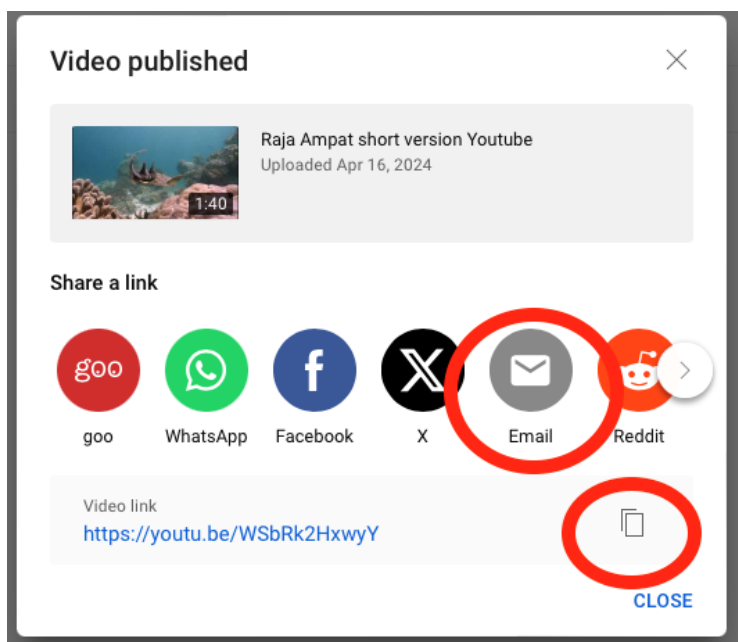 Video published
Raja Ampat short version Youtube
Uploaded Apr 16, 2024
1:40
Share a link
goo
goo
WhatsApp
Facebook
X
Email
Reddit
Video link
https://youtu.be/WSbRk2HxwyY
CLOSE